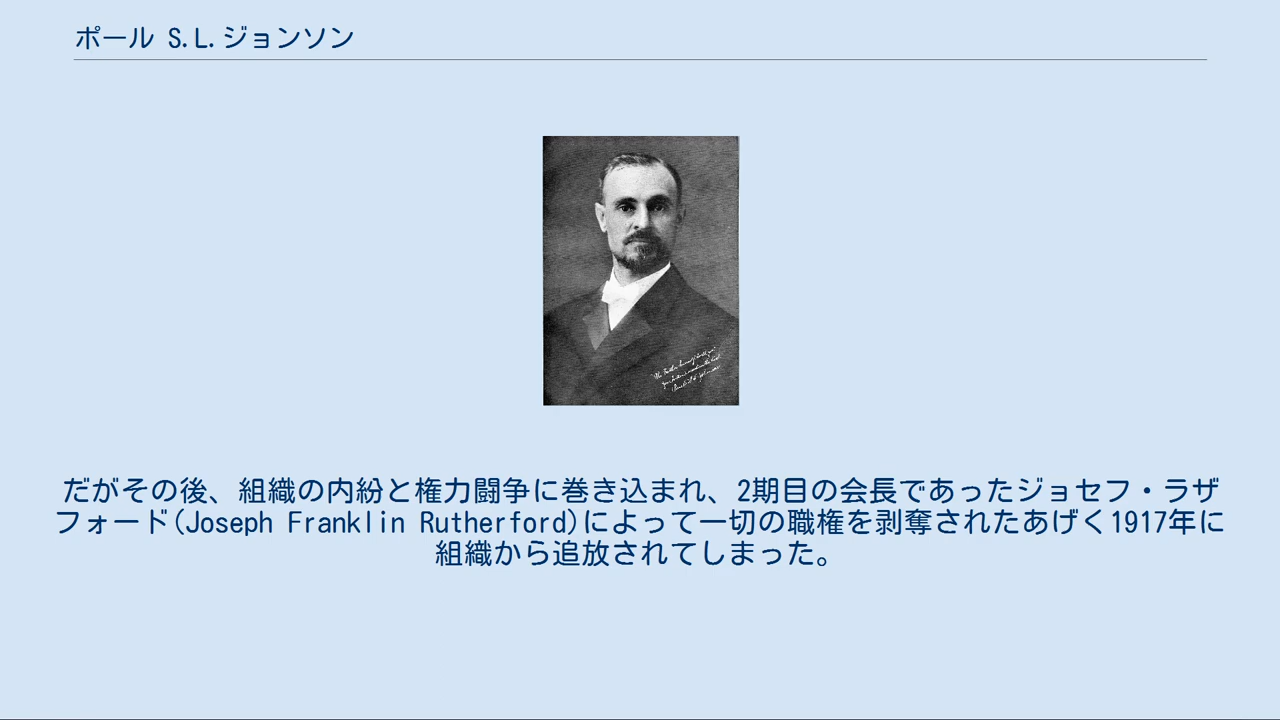 ポール S.L.ジョンソン
だがその後、組織の内紛と権力闘争に巻き込まれ、2期目の会長であったジョセフ・ラザ
フォード(Joseph Franklin Rutherford)によって一切の職権を剥奪されたあげく1917年に
組織から追放されてしまった。